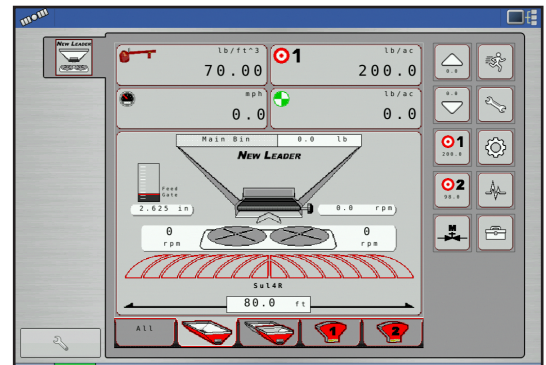 NEW LEADER
lb/ft^3
70.00
1
lb/ac
200.0
mph
0.0
lb/ac
0.0
0.0
0.0
1
200.0
2
90.0
M
Main Bin 0.0 lb
NEW LEADER
Feed
Gate
2.625 in
0.0 rpm
0
rpm
0
rpm
Sul4R
80.0 ft
All
1
2